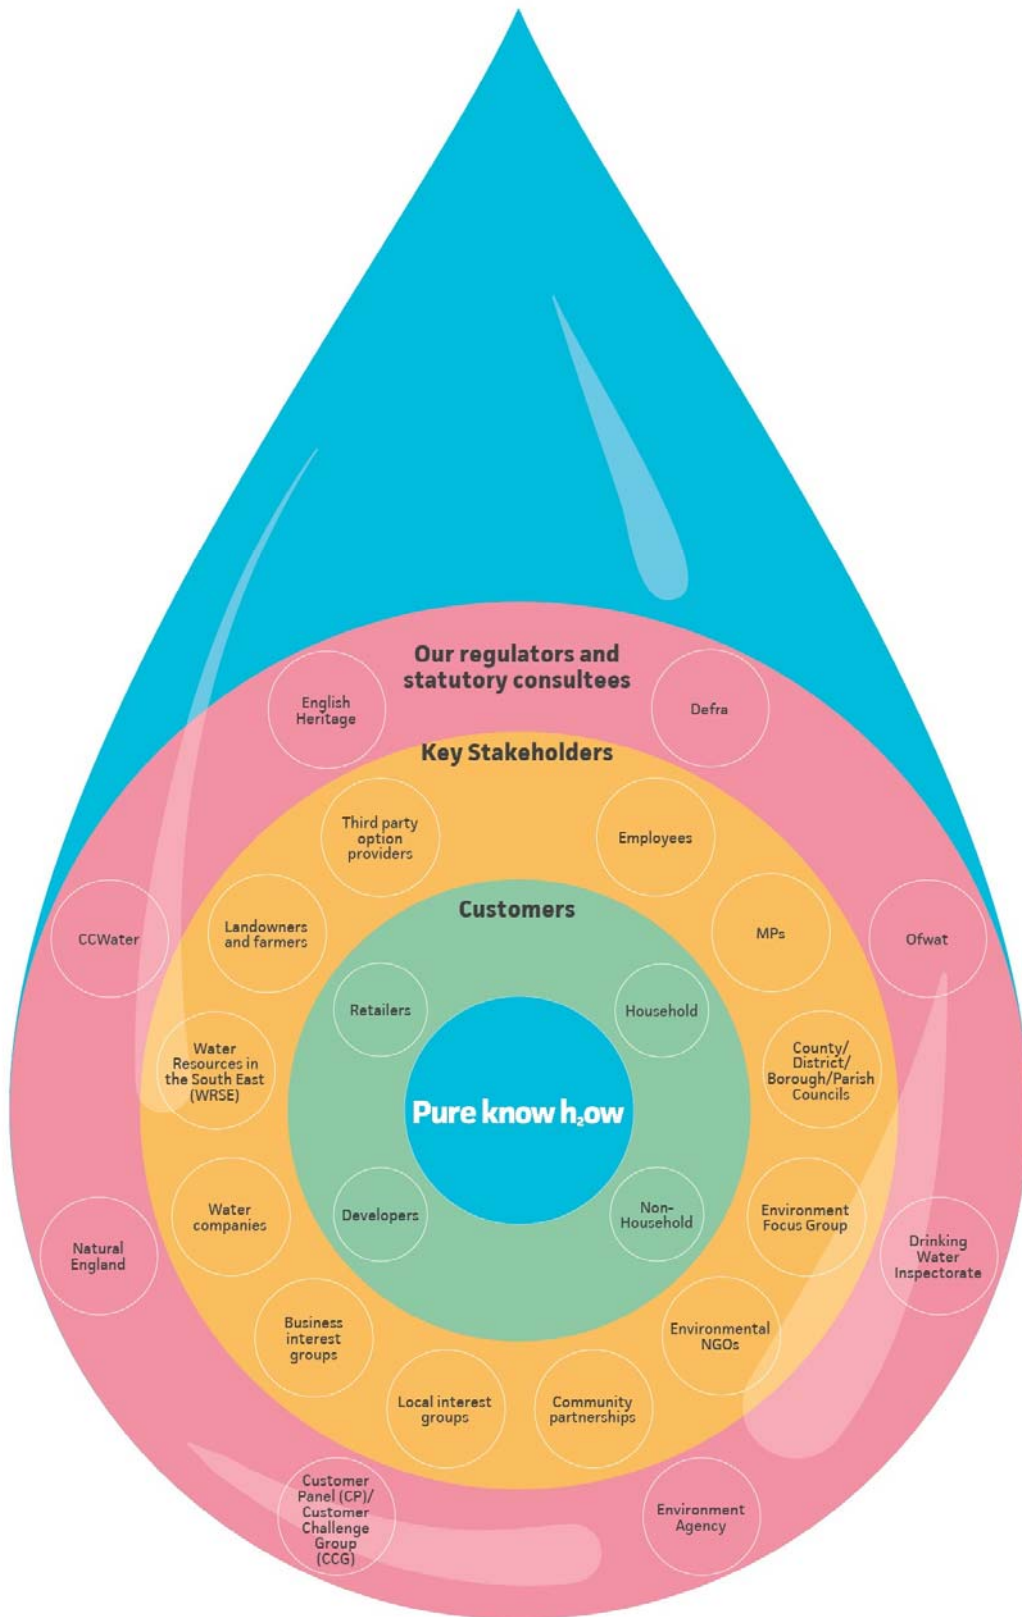 Our regulators and
statutory consultees
English
Heritage
Defra
Key Stakeholders
Third party
option
providers
Employees
Customers
CCWater
Landowners
and farmers
MPs
Ofwat
Retailers
Household
Water
Resources in
the South East
(WRSE)
County/
District/
Borough/Parish
Councils
Pure know h₂ow
Natural
England
Water
companies
Developers
Non-
Household
Environment
Focus Group
Drinking
Water
Inspectorate
Business
interest
groups
Environmental
NGOs
Local interest
groups
Community
partnerships
Customer
Panel (CP)/
Customer
Challenge
Group
(CCG)
Environment
Agency